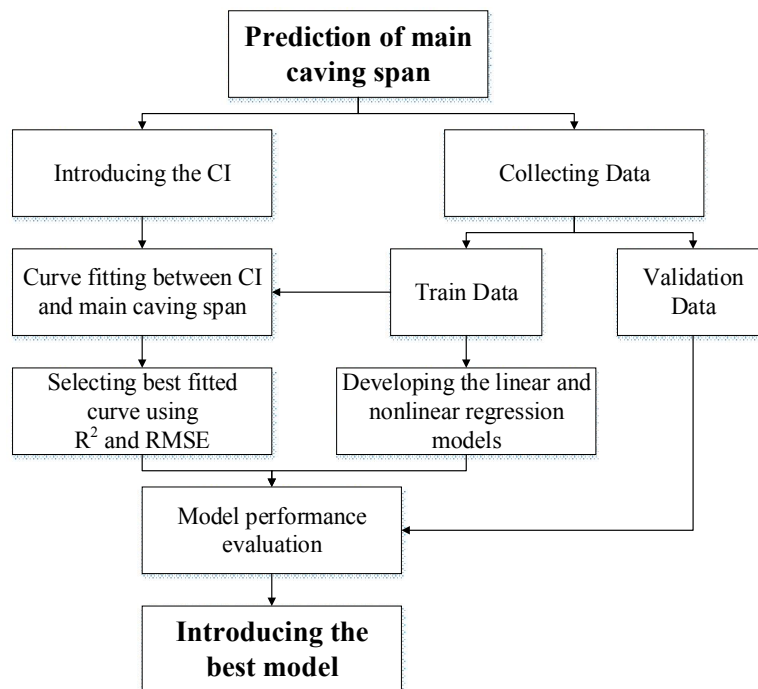 Prediction of main
caving span
Introducing the CI
Collecting Data
Curve fitting between CI
and main caving span
Train Data
Validation
Data
Selecting best fitted
curve using
R² and RMSE
Developing the linear and
nonlinear regression
models
Model performance
evaluation
Introducing the
best model